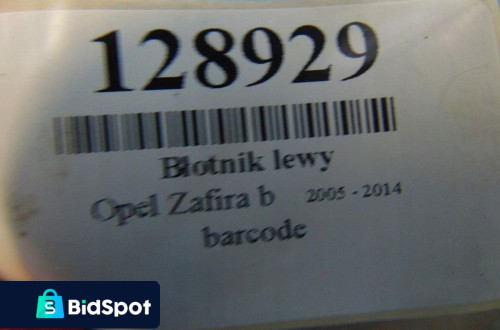 128929
Błotnik lewy
Opel Zafira b 2005 - 2014
barcode
S BidSpot